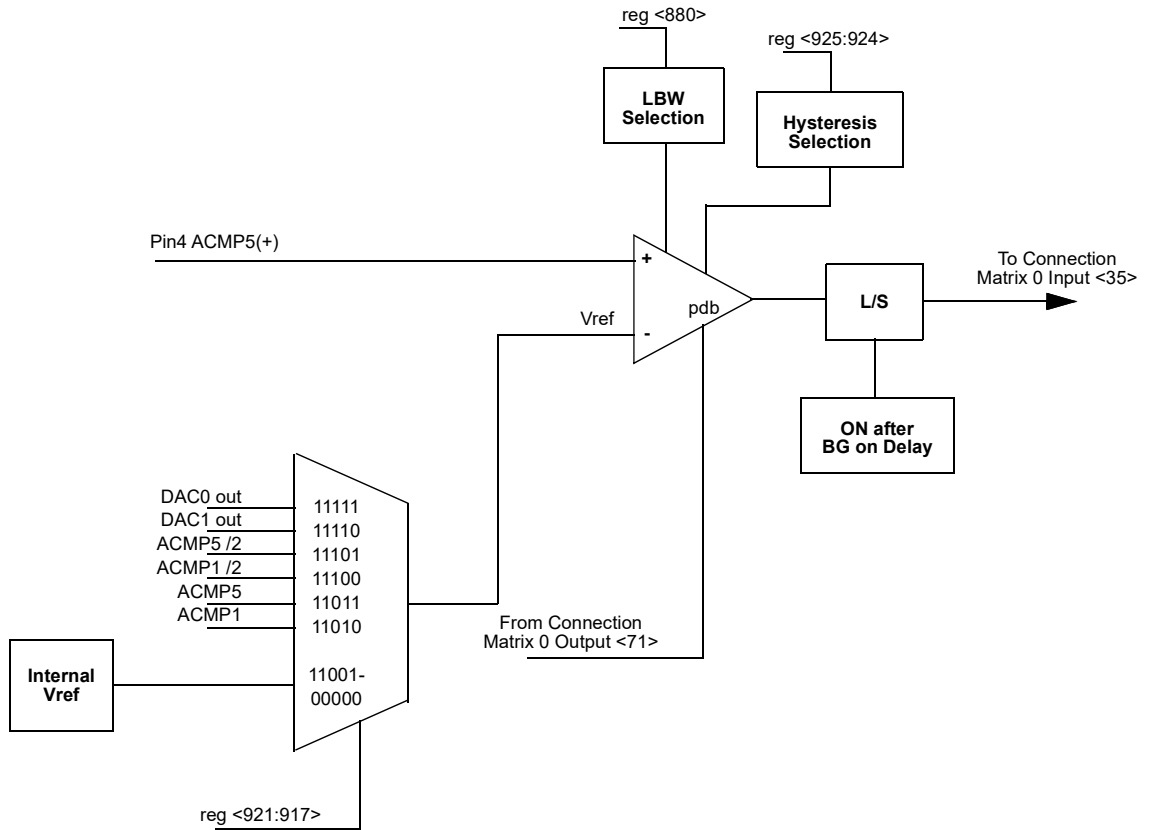 reg <880>
reg <925:924>
LBW
Selection
Hysteresis
Selection
Pin4 ACMP5(+)
+
To Connection
Matrix 0 Input <35>
L/S
pdb
Vref
-
ON after
BG on Delay
DAC0 out
11111
DAC1 out
11110
ACMP5 /2
11101
ACMP1 /2
11100
ACMP5
11011
ACMP1
11010
From Connection
Matrix 0 Output <71>
Internal
Vref
11001-
00000
reg <921:917>